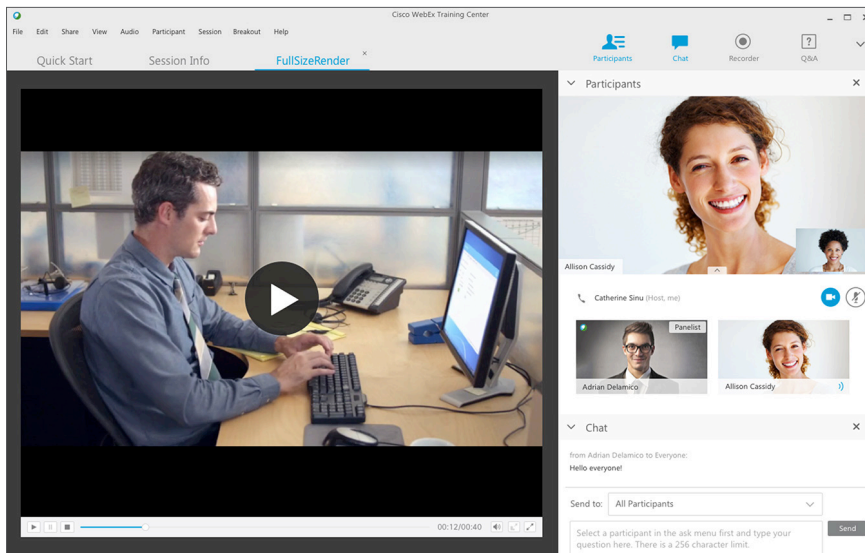 Cisco WebEx Training Center
File Edit Share View Audio Participant Session Breakout Help
Quick Start Session Info FullSizeRender
Participants Chat Recorder Q&A
Participants
Allison Cassidy
Catherine Sinu (Host, me)
Panelist
Adrian Delamico Allison Cassidy
Chat
from Adrian Delamico to Everyone:
Hello everyone!
Send to: All Participants
Select a participant in the ask menu first and type your
question here. There is a 256 character limit.
Send
00:12/00:40